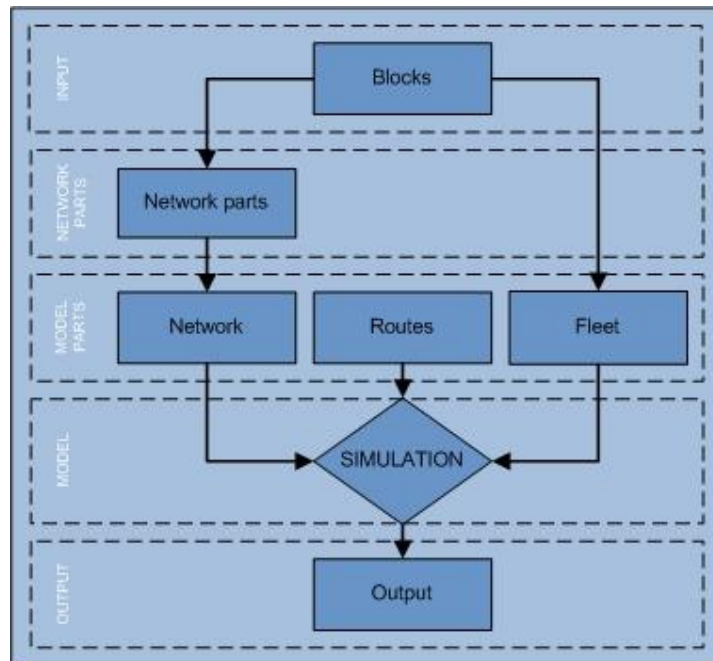 INPUT
Blocks
NETWORK
PARTS
Network parts
MODEL
PARTS
Network
Routes
Fleet
MODEL
SIMULATION
OUTPUT
Output